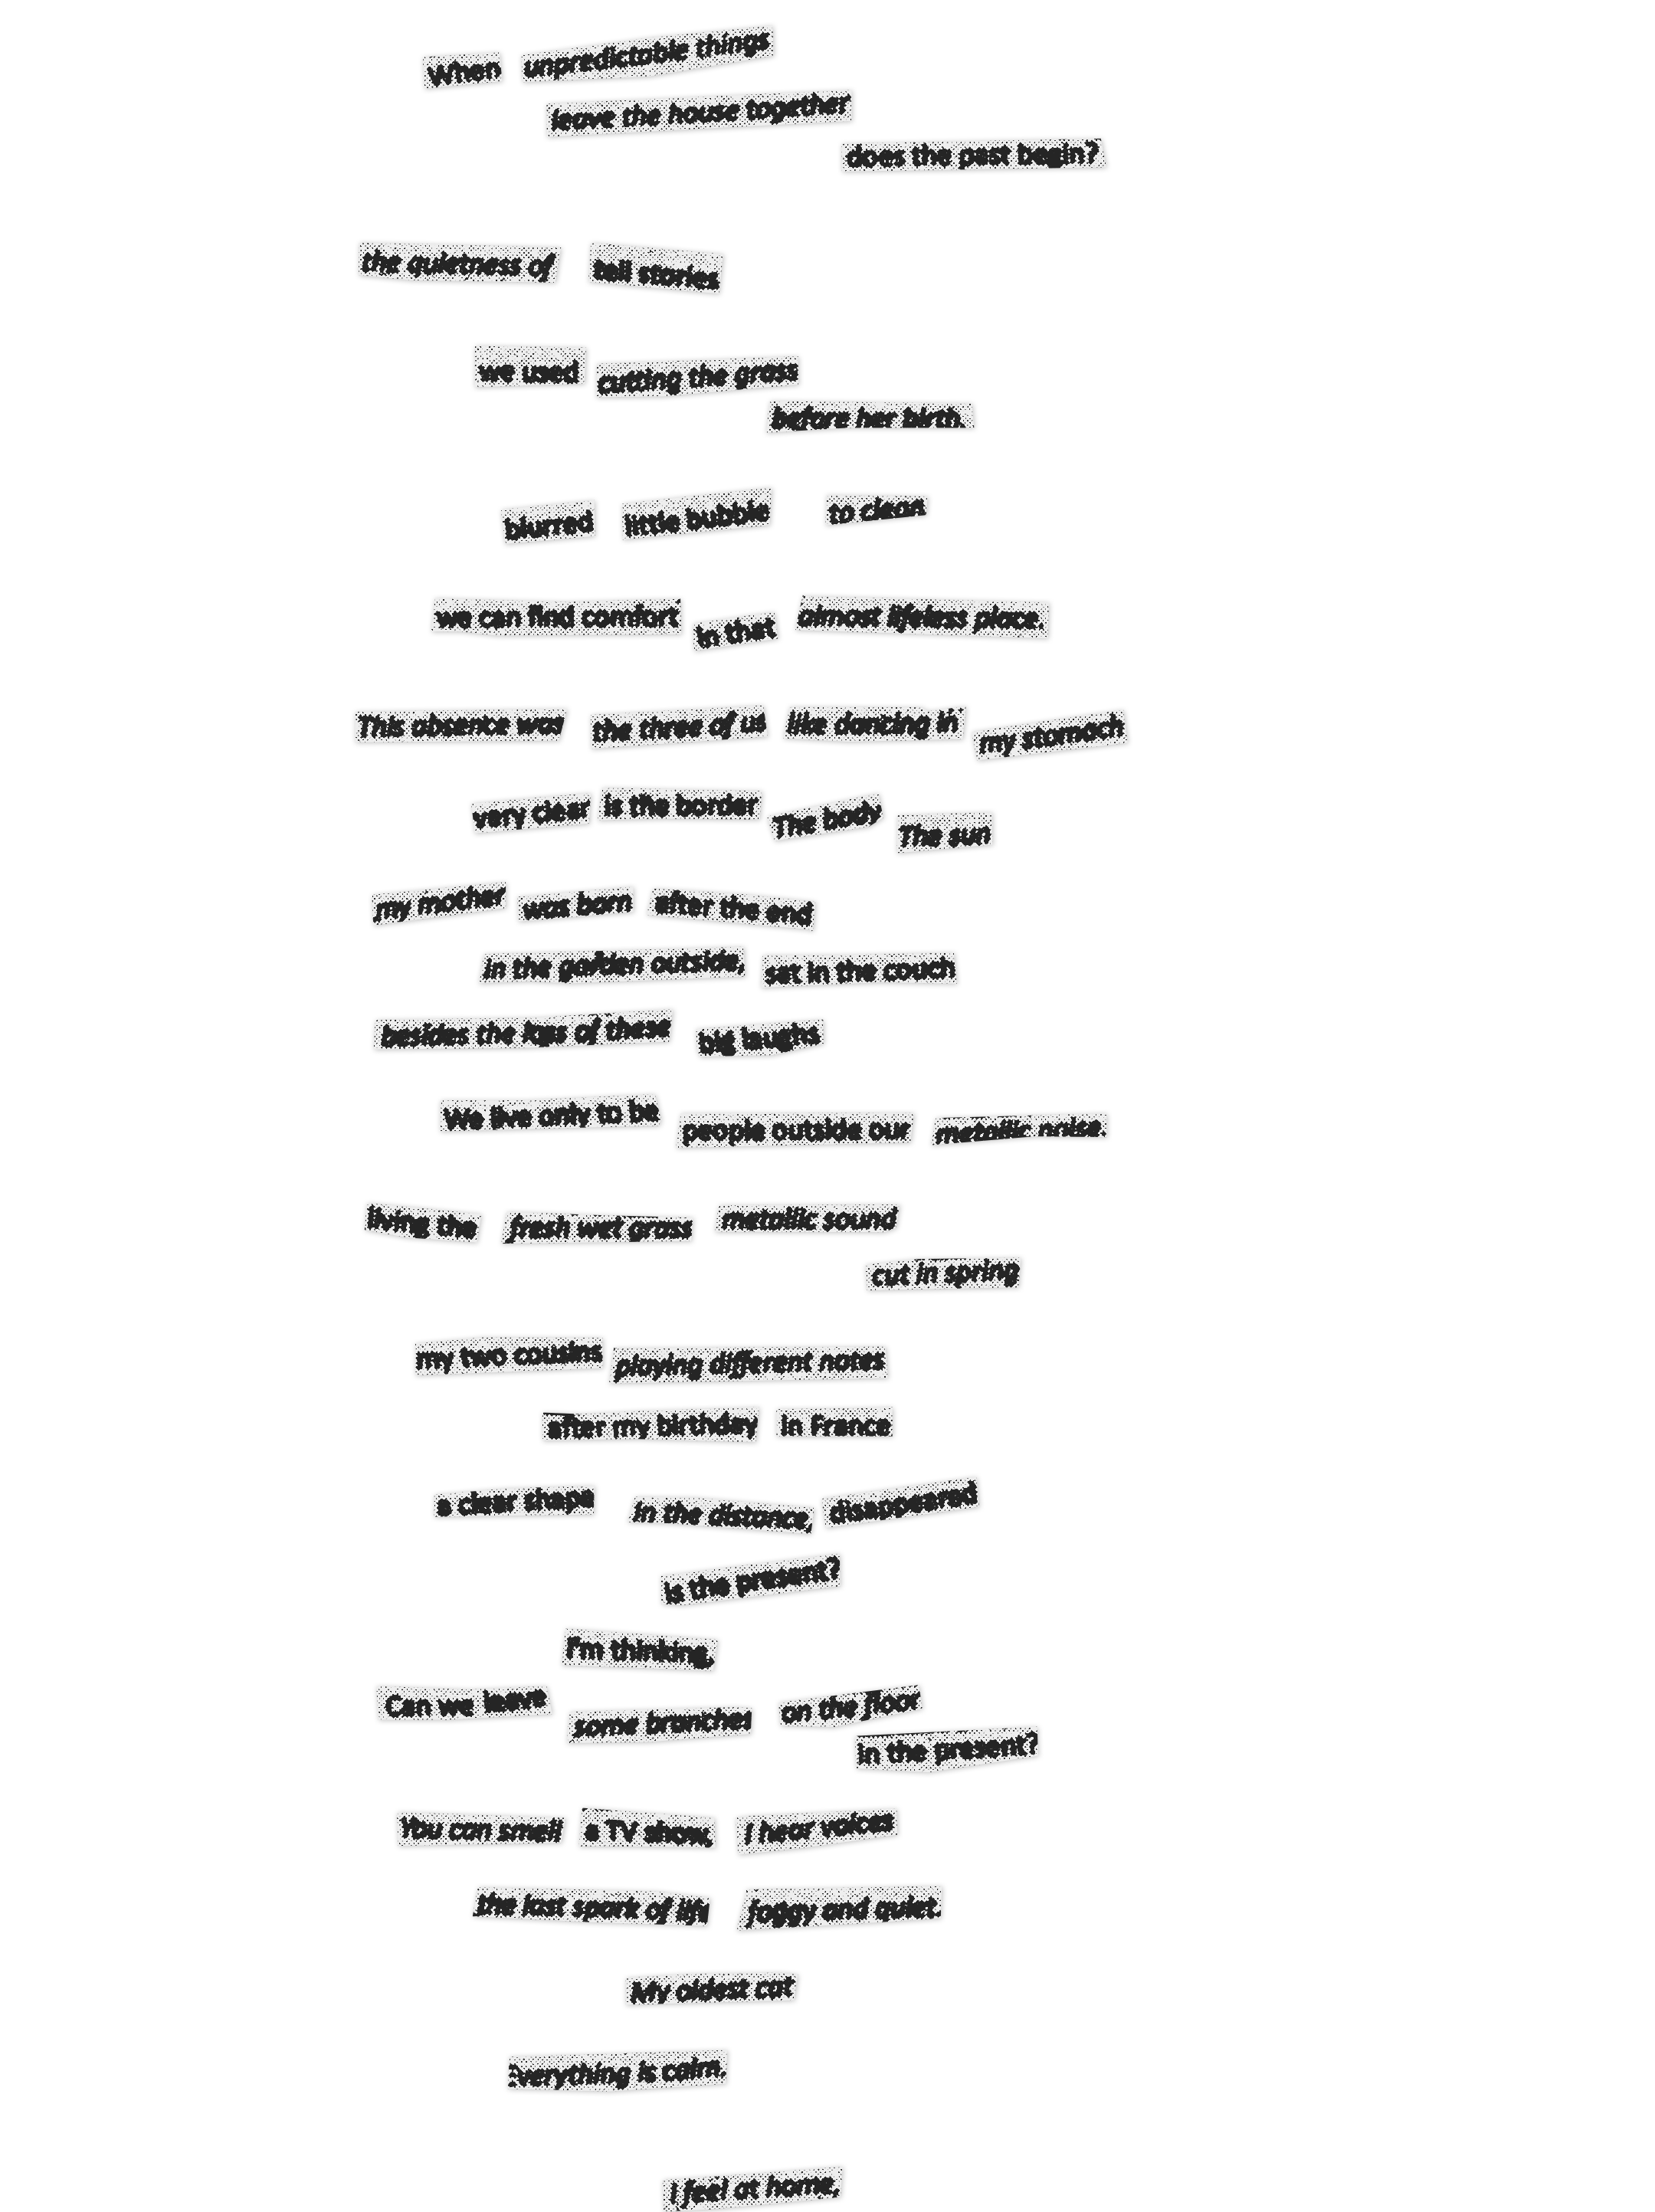 When unpredictable things
leave the house together
does the past begin?
the quietness of tall stories
we used cutting the grass
before her birth.
blurred little bubble to clean
we can find comfort in that almost lifeless place.
This absence was the three of us like dancing in my stomach
very clear is the border The body The sun
my mother was born after the end
in the garden outside, sat in the couch
besides the legs of these big laughs
We live only to be people outside our metallic noise.
living the fresh wet grass metallic sound
cut in spring
my two cousins playing different notes
after my birthday in France
a clear shape in the distance, disappeared
is the present?
I'm thinking,
Can we leave some branches on the floor
in the present?
You can smell a TV show, I hear voices
the last spark of life foggy and quiet.
My oldest cat
Everything is calm.
I feel at home,